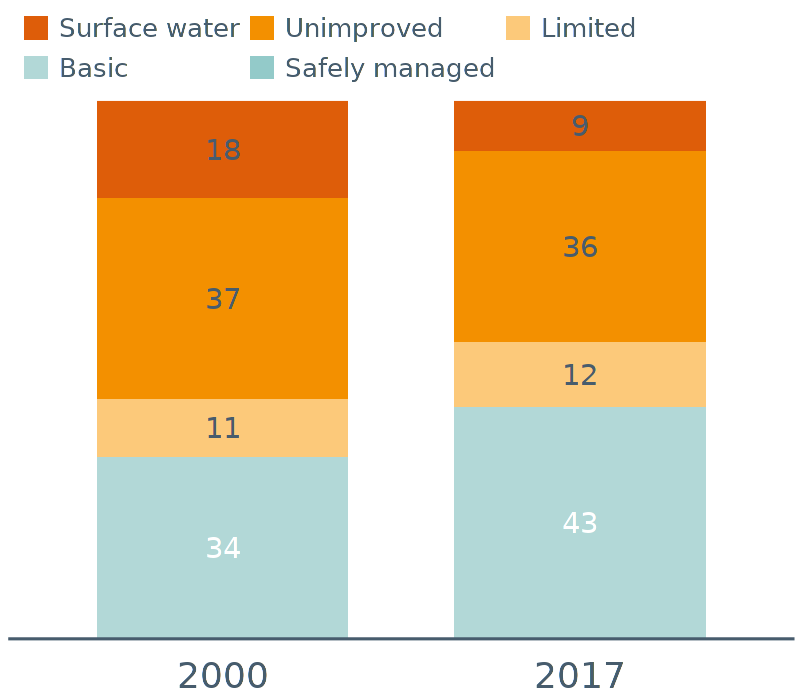 Surface water Unimproved Limited
Basic Safely managed
18 9
37 36
11 12
34 43
2000 2017